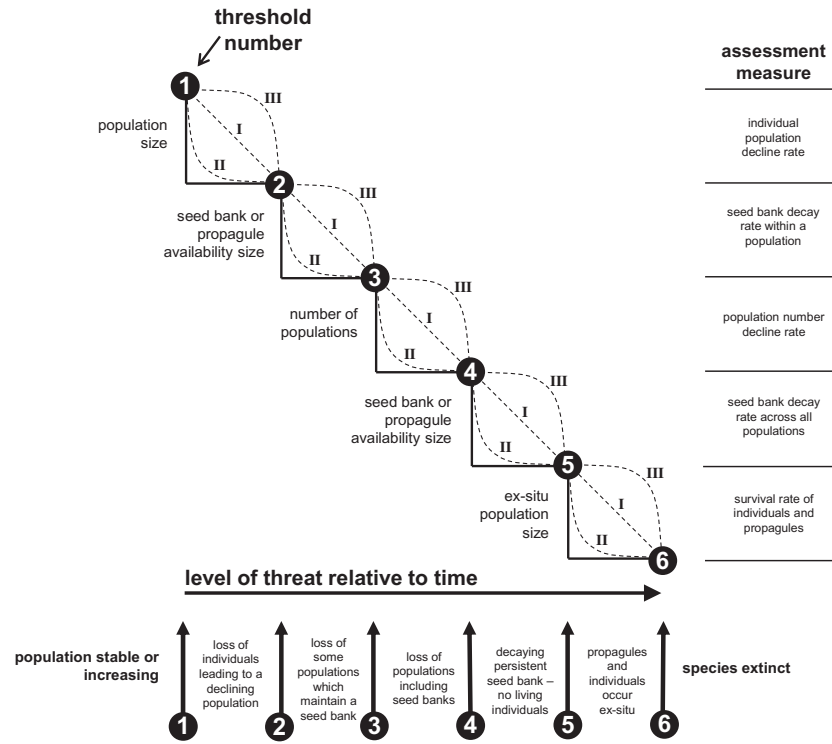 threshold
number
assessment
measure
1
III
I
II
population
size
individual
population
decline rate
2
III
I
II
seed bank or
propagule
availability size
seed bank decay
rate within a
population
3
III
I
II
number of
populations
population number
decline rate
4
III
I
II
seed bank or
propagule
availability size
seed bank decay
rate across all
populations
5
III
I
II
ex-situ
population
size
survival rate of
individuals and
propagules
6
level of threat relative to time
population stable or
increasing
loss of
individuals
leading to a
declining
population
loss of
some
populations
which
maintain a
seed bank
loss of
populations
including
seed banks
decaying
persistent
seed bank –
no living
individuals
propagules
and
individuals
occur
ex-situ
species extinct
1
2
3
4
5
6